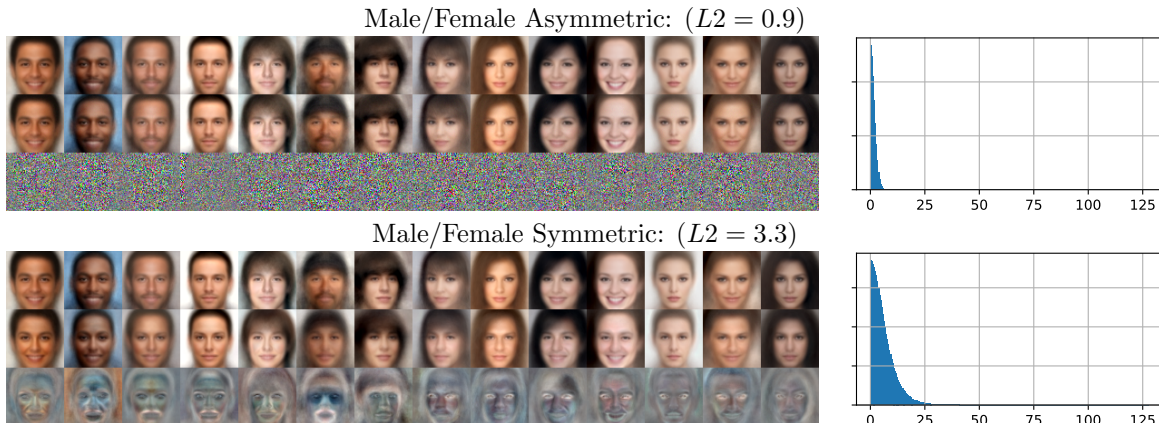 Male/Female Asymmetric: (L2 = 0.9)
0 25 50 75 100 125
Male/Female Symmetric: (L2 = 3.3)
0 25 50 75 100 125